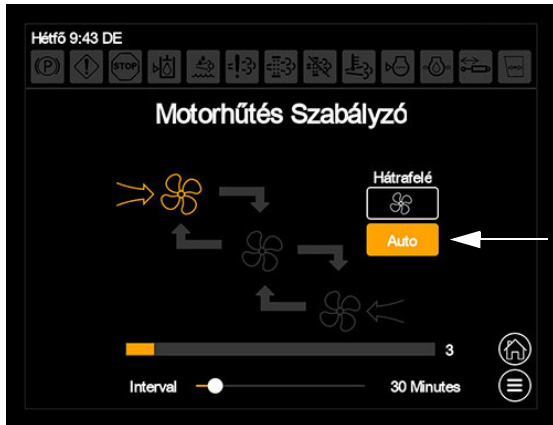 Hétfő 9:43 DE
(P) STOP
Motorhűtés Szabályzó
Hátrafelé
Auto
3
Interval 30 Minutes